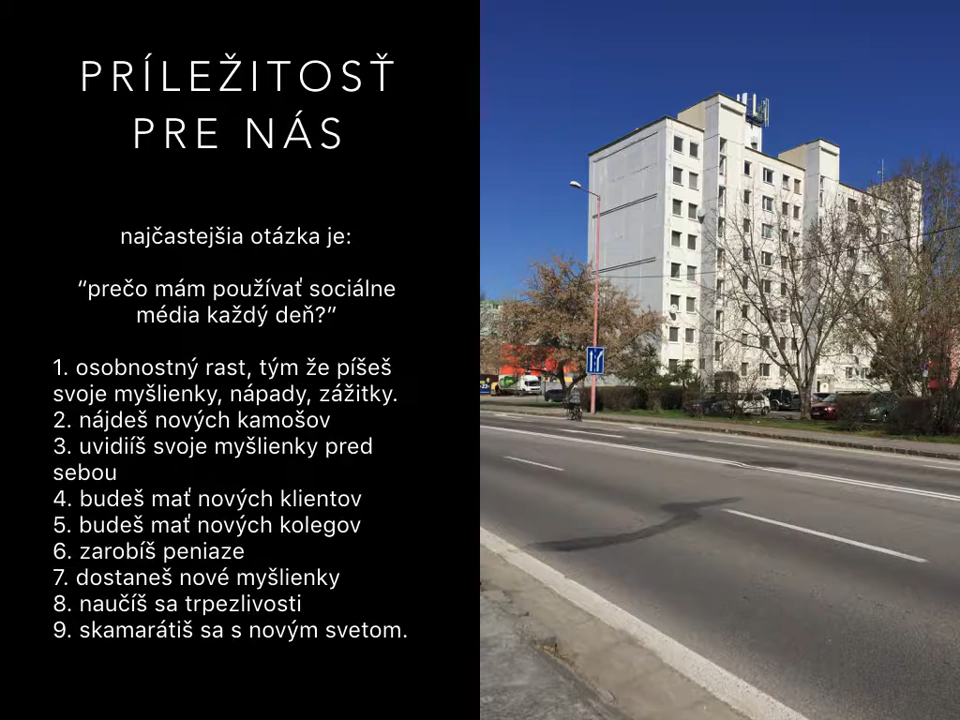 PRÍLEŽITOSŤ
PRE NÁS
najčastejšia otázka je:
“prečo mám používať sociálne
média každý deň?”
1. osobnostný rast, tým že píšeš
svoje myšlienky, nápady, zážitky.
2. nájdeš nových kamošov
3. uvidííš svoje myšlienky pred
sebou
4. budeš mať nových klientov
5. budeš mať nových kolegov
6. zarobíš peniaze
7. dostaneš nové myšlienky
8. naučíš sa trpezlivosti
9. skamarátiš sa s novým svetom.